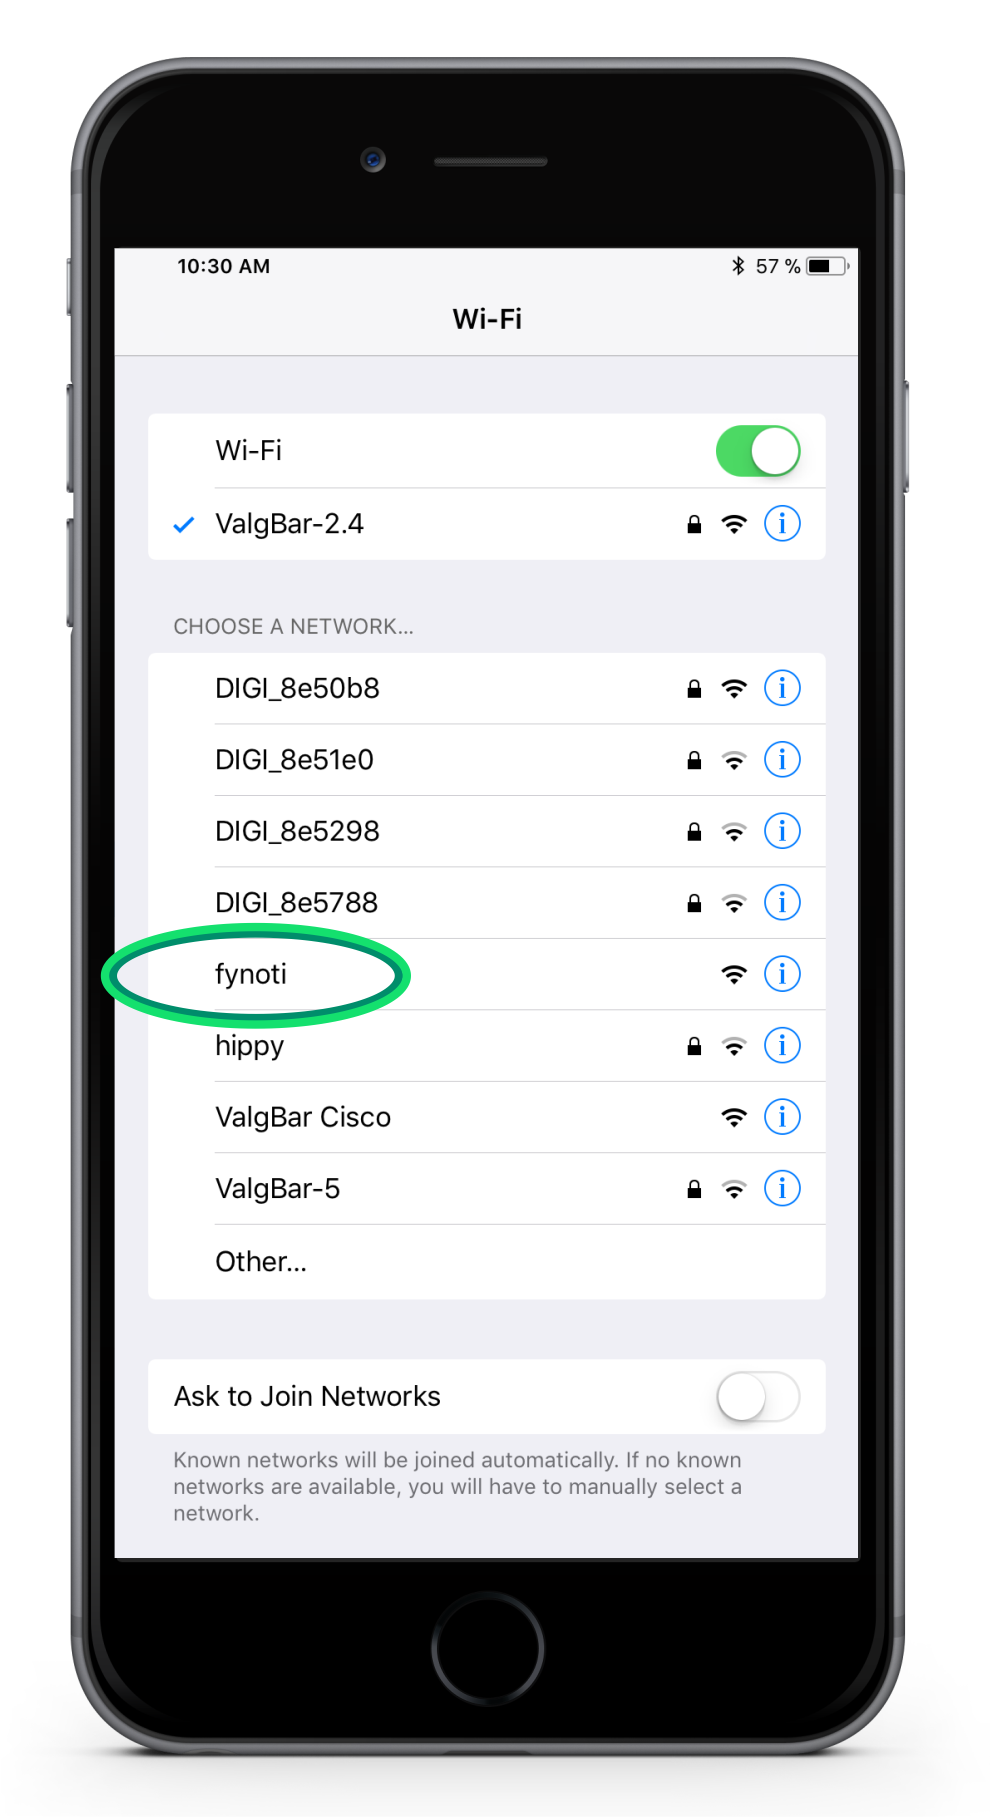 10:30 AM 57 %
Wi-Fi
Wi-Fi
ValgBar-2.4
CHOOSE A NETWORK...
DIGI_8e50b8
DIGI_8e51e0
DIGI_8e5298
DIGI_8e5788
fynoti
hippy
ValgBar Cisco
ValgBar-5
Other...
Ask to Join Networks
Known networks will be joined automatically. If no known
networks are available, you will have to manually select a
network.